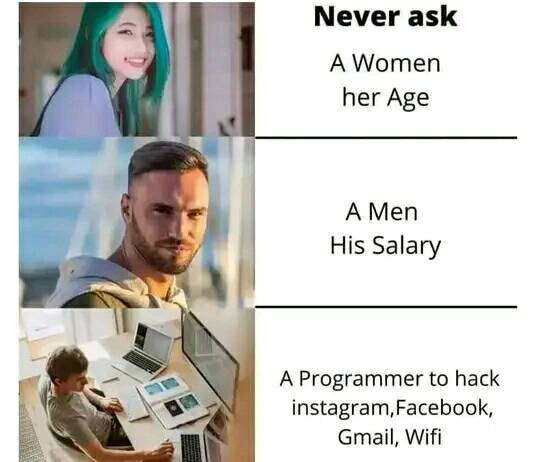 Never ask
A Women
her Age
A Men
His Salary
A Programmer to hack
instagram,Facebook,
Gmail, Wifi